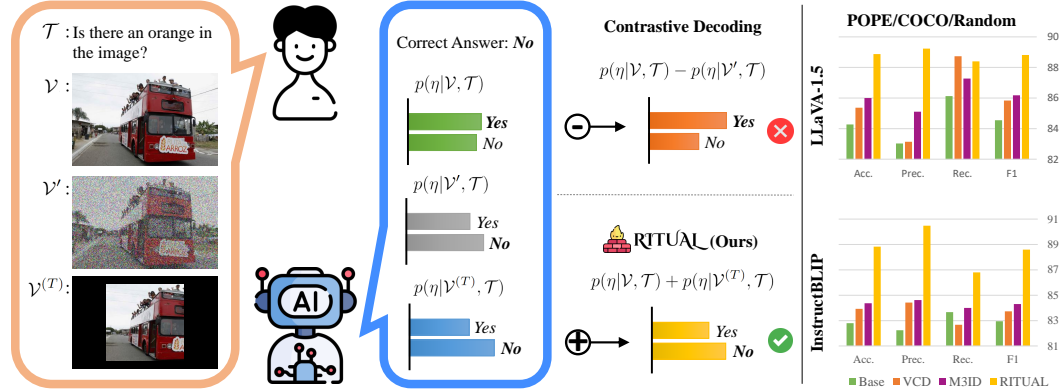 𝒯 : Is there an orange in
the image?
𝒱 :
ARROZ
𝒱′ :
𝒱^(T) :
AI
Correct Answer: No
p(η|𝒱, 𝒯)
Yes
No
p(η|𝒱′, 𝒯)
Yes
No
p(η|𝒱^(T), 𝒯)
Yes
No
Contrastive Decoding
p(η|𝒱, 𝒯) − p(η|𝒱′, 𝒯)
Yes
No
RITUAL (Ours)
p(η|𝒱, 𝒯) + p(η|𝒱^(T), 𝒯)
Yes
No
POPE/COCO/Random
LLaVA-1.5
90
88
86
84
82
Acc. Prec. Rec. F1
InstructBLIP
91
89
87
85
83
81
Acc. Prec. Rec. F1
Base VCD M3ID RITUAL